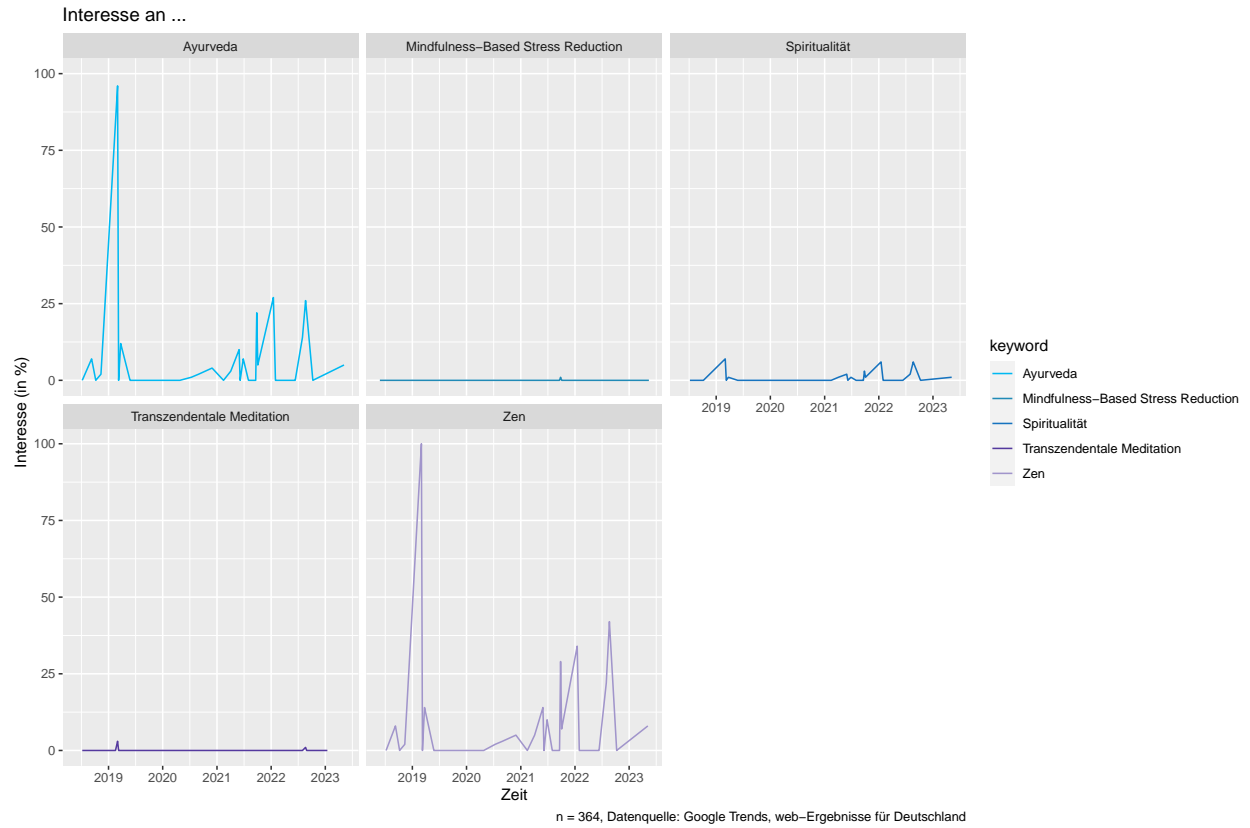 Interesse an ...
Ayurveda
Mindfulness−Based Stress Reduction
Spiritualität
100
75
50
25
0
2019 2020 2021 2022 2023
Transzendentale Meditation
Zen
100
75
50
25
0
2019 2020 2021 2022 2023
2019 2020 2021 2022 2023
Interesse (in %)
Zeit
keyword
Ayurveda
Mindfulness−Based Stress Reduction
Spiritualität
Transzendentale Meditation
Zen
n = 364, Datenquelle: Google Trends, web−Ergebnisse für Deutschland